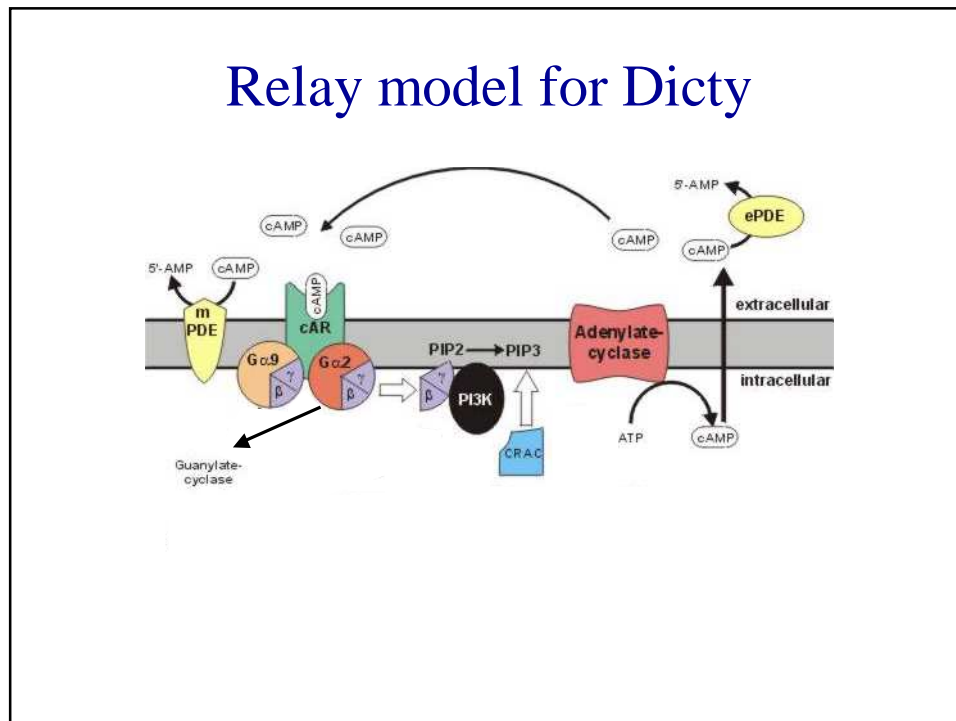 Relay model for Dicty
5'-AMP
ePDE
cAMP
cAMP
cAMP
cAMP
5'-AMP
cAMP
cAMP
m
PDE
cAR
extracellular
Adenylate-
cyclase
Gα9
Gα2
PIP2
PIP3
intracellular
γ
β
γ
β
γ
β
PI3K
ATP
cAMP
CRAC
Guanylate-
cyclase